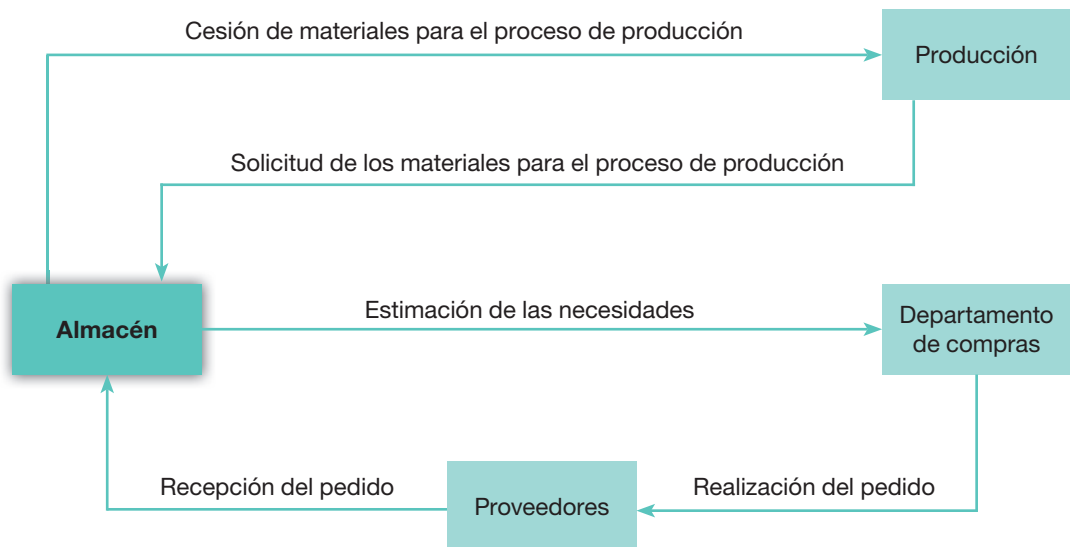 Cesión de materiales para el proceso de producción
Producción
Solicitud de los materiales para el proceso de producción
Almacén
Estimación de las necesidades
Departamento
de compras
Recepción del pedido
Proveedores
Realización del pedido